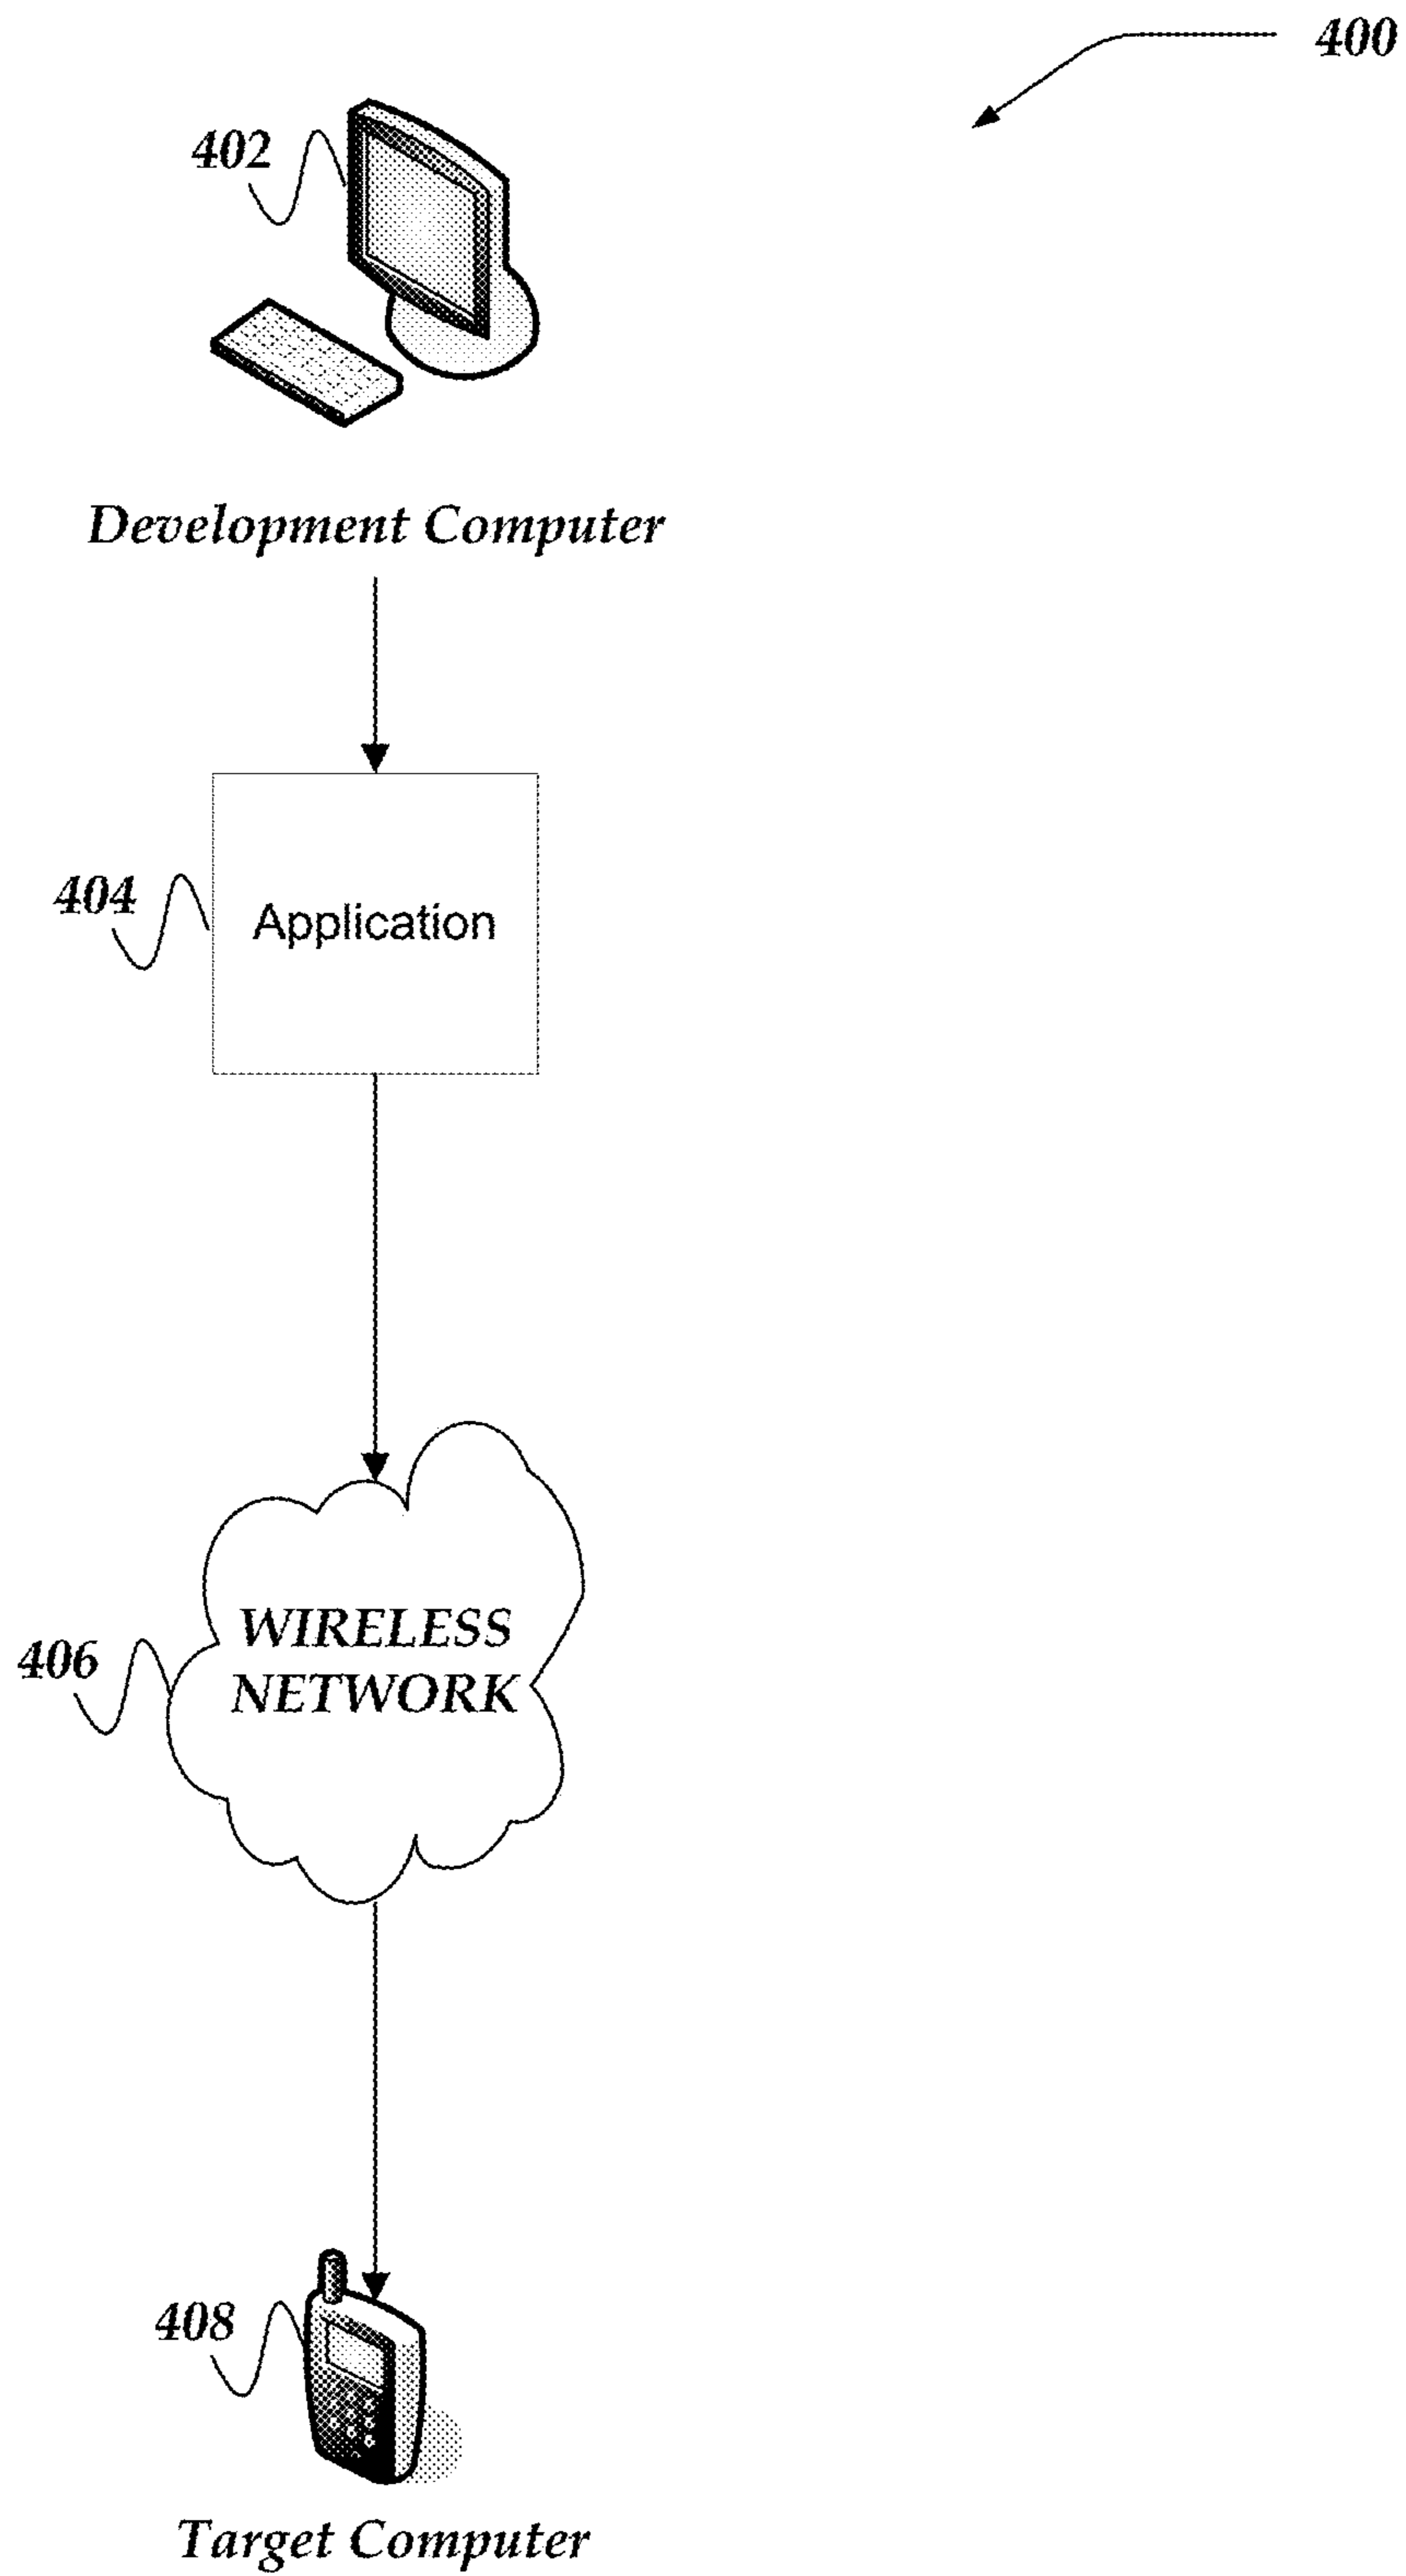 400
402
Development Computer
404
Application
WIRELESS
406
NETWORK
408
Target Computer